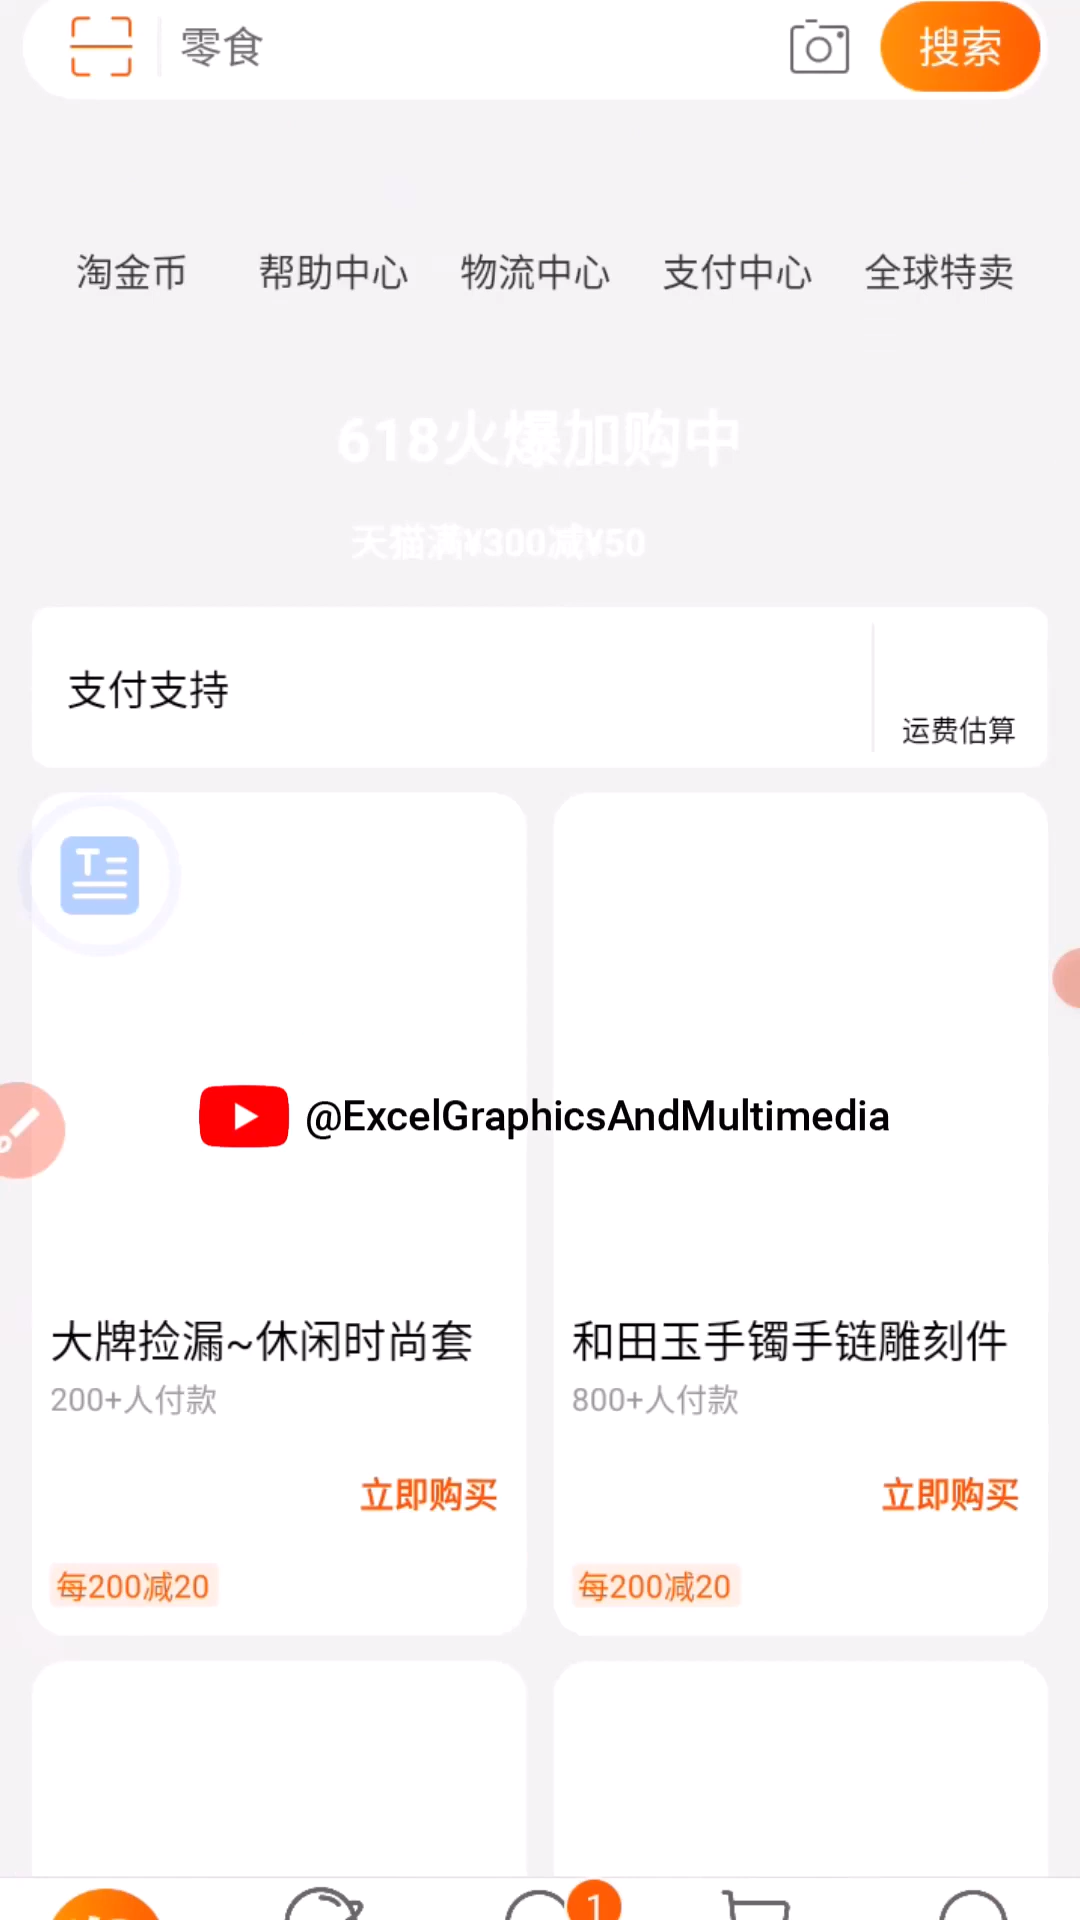 零食
搜索
淘金币 帮助中心 物流中心 支付中心 全球特卖
618火爆加购中
天猫满¥300减¥50
支付支持
运费估算
T
@ExcelGraphicsAndMultimedia
大牌捡漏~休闲时尚套
200+人付款
立即购买
每200减20
和田玉手镯手链雕刻件
800+人付款
立即购买
每200减20
1